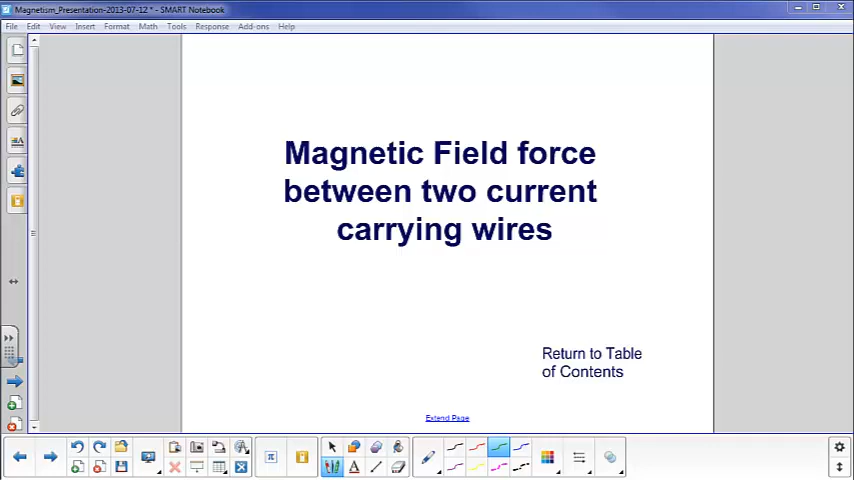 Magnetism_Presentation-2013-07-12 * - SMART Notebook
File Edit View Insert Format Math Tools Response Add-ons Help
Magnetic Field force
between two current
carrying wires
Return to Table
of Contents
Extend Page